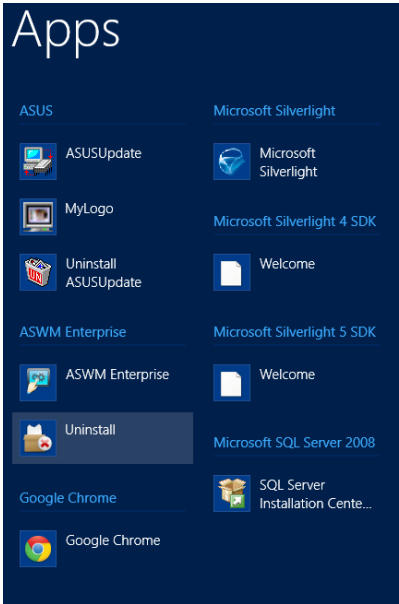 Apps
ASUS
ASUSUpdate
MyLogo
Uninstall
ASUSUpdate
ASWM Enterprise
ASWM Enterprise
Uninstall
Google Chrome
Google Chrome
Microsoft Silverlight
Microsoft
Silverlight
Microsoft Silverlight 4 SDK
Welcome
Microsoft Silverlight 5 SDK
Welcome
Microsoft SQL Server 2008
SQL Server
Installation Cente...